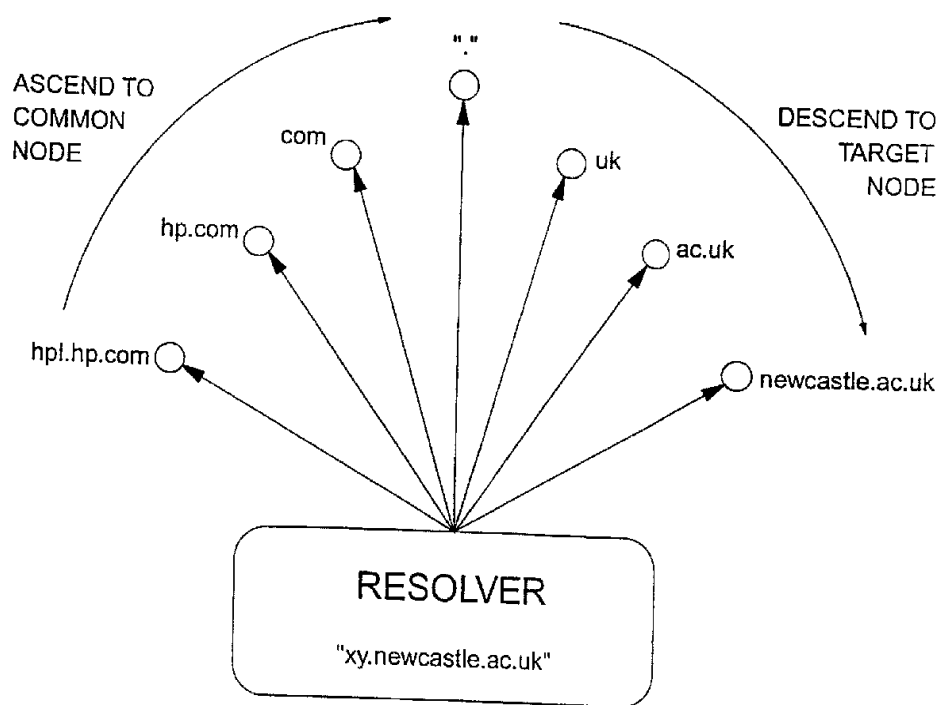 "."
ASCEND TO
COMMON
NODE
DESCEND TO
TARGET
NODE
com
uk
hp.com
ac.uk
hpl.hp.com
newcastle.ac.uk
RESOLVER
"xy.newcastle.ac.uk"